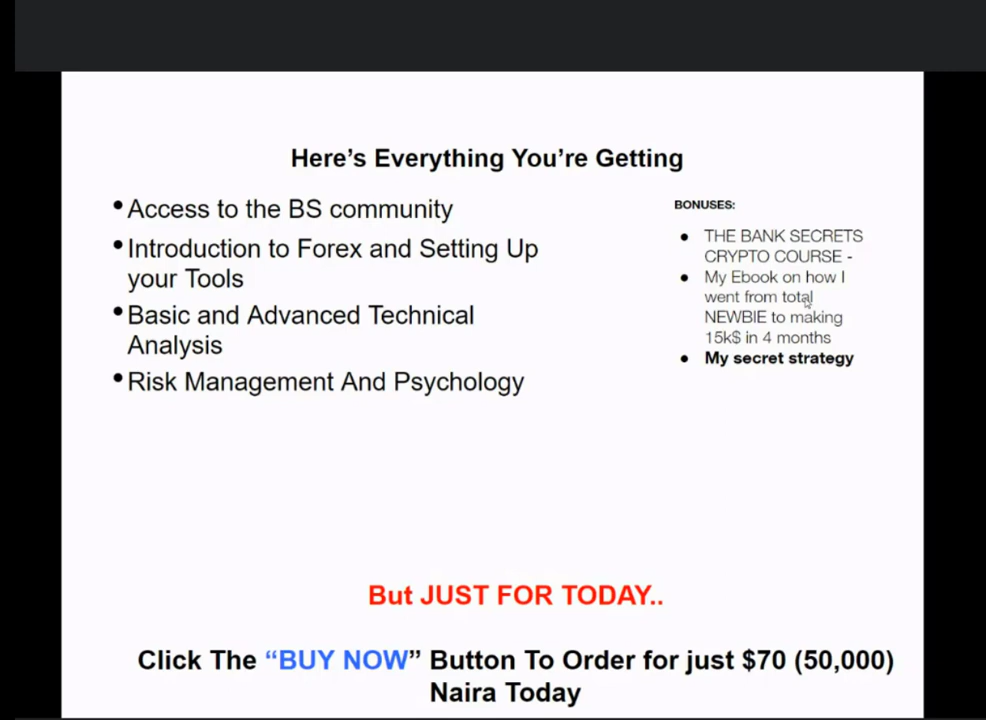 Here's Everything You're Getting
•Access to the BS community
•Introduction to Forex and Setting Up
your Tools
•Basic and Advanced Technical
Analysis
•Risk Management And Psychology
BONUSES:
● THE BANK SECRETS
CRYPTO COURSE -
● My Ebook on how I
went from total
NEWBIE to making
15k$ in 4 months
● My secret strategy
But JUST FOR TODAY..
Click The “BUY NOW” Button To Order for just $70 (50,000)
Naira Today